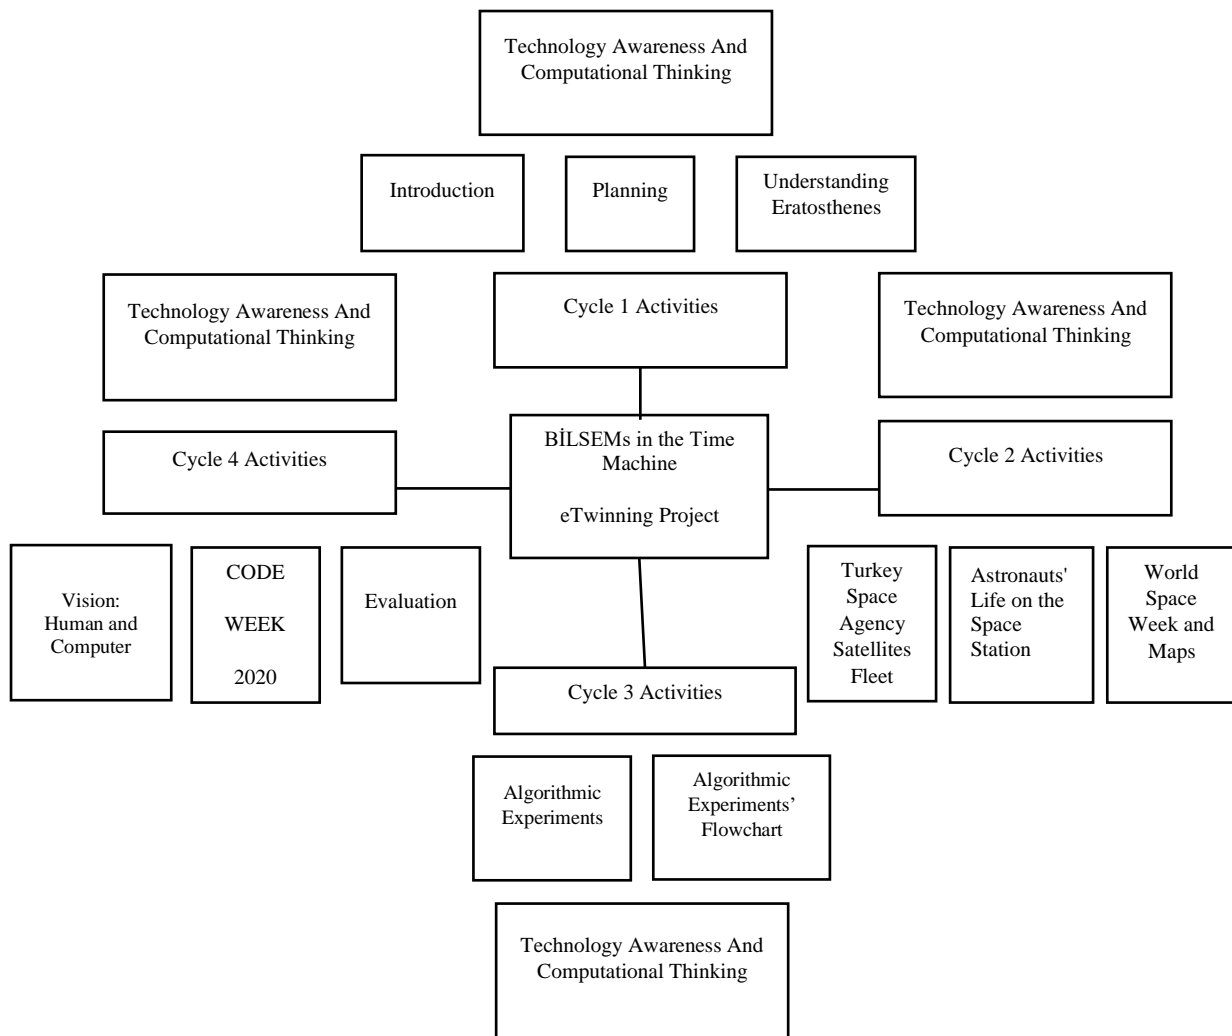 Technology Awareness And
Computational Thinking
Introduction
Planning
Understanding
Eratosthenes
Technology Awareness And
Computational Thinking
Cycle 1 Activities
Technology Awareness And
Computational Thinking
Cycle 4 Activities
BİLSEMs in the Time
Machine
eTwinning Project
Cycle 2 Activities
Vision:
Human and
Computer
CODE
WEEK
2020
Evaluation
Turkey
Space
Agency
Satellites
Fleet
Astronauts'
Life on the
Space
Station
World
Space
Week and
Maps
Cycle 3 Activities
Algorithmic
Experiments
Algorithmic
Experiments’
Flowchart
Technology Awareness And
Computational Thinking